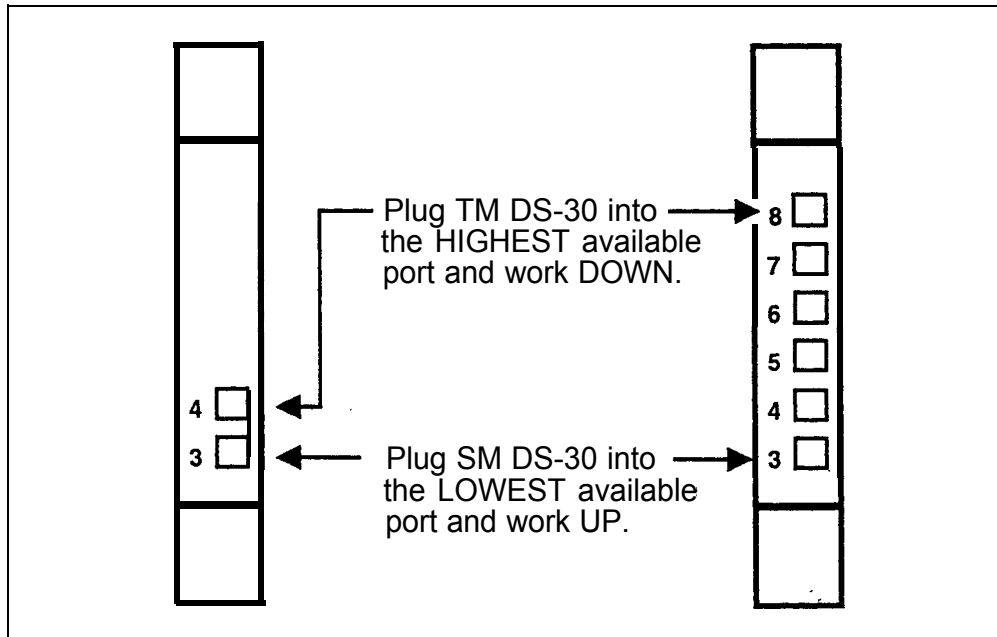 Plug TM DS-30 into
the HIGHEST available
port and work DOWN.
4
3
Plug SM DS-30 into
the LOWEST available
port and work UP.
8
7
6
5
4
3